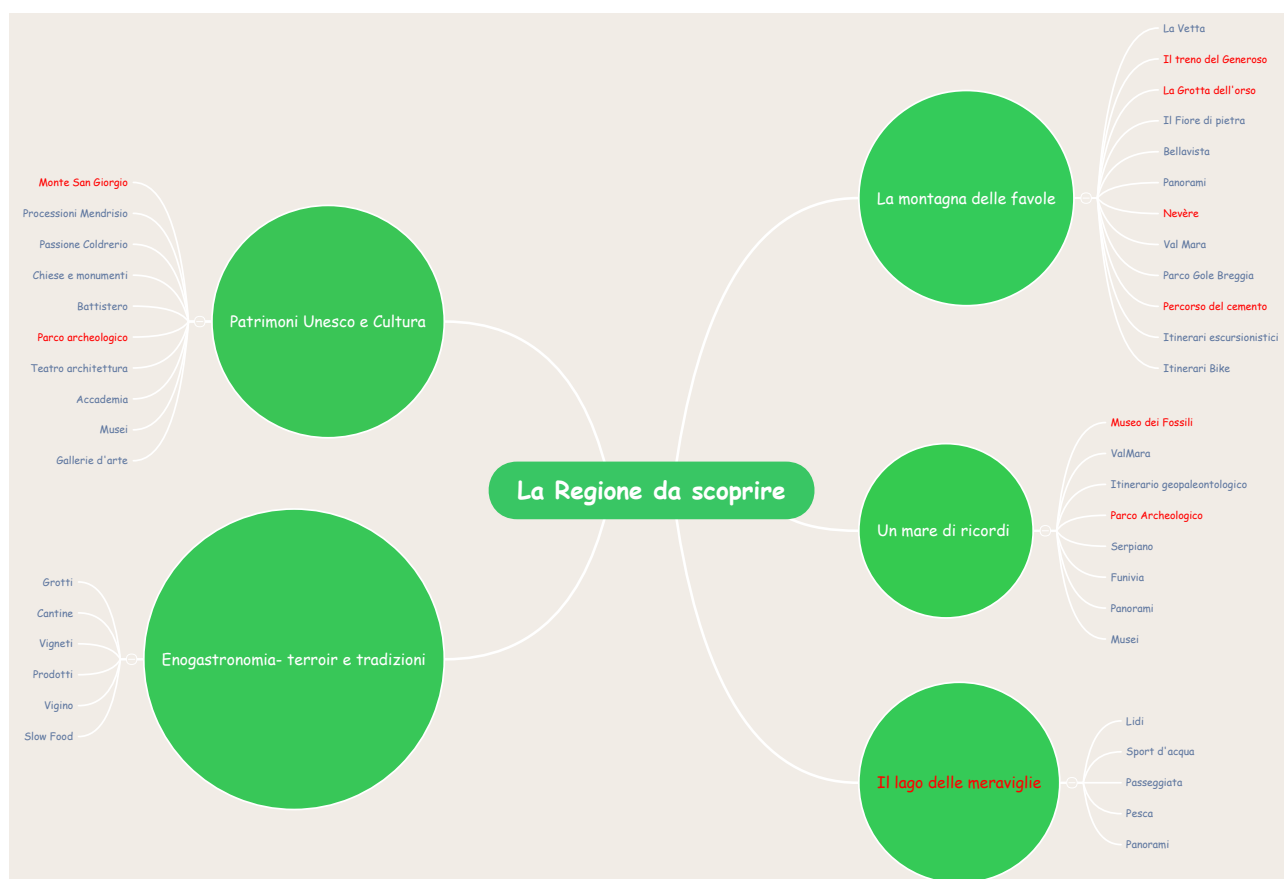 La Regione da scoprire
La montagna delle favole
La Vetta
Il treno del Generoso
La Grotta dell'orso
Il Fiore di pietra
Bellavista
Panorami
Nevère
Val Mara
Parco Gole Breggia
Percorso del cemento
Itinerari escursionistici
Itinerari Bike
Un mare di ricordi
Museo dei Fossili
ValMara
Itinerario geopaleontologico
Parco Archeologico
Serpiano
Funivia
Panorami
Musei
Il lago delle meraviglie
Lidi
Sport d'acqua
Passeggiata
Pesca
Panorami
Patrimoni Unesco e Cultura
Monte San Giorgio
Processioni Mendrisio
Passione Coldrerio
Chiese e monumenti
Battistero
Parco archeologico
Teatro architettura
Accademia
Musei
Gallerie d'arte
Enogastronomia- terroir e tradizioni
Grotti
Cantine
Vigneti
Prodotti
Vigino
Slow Food